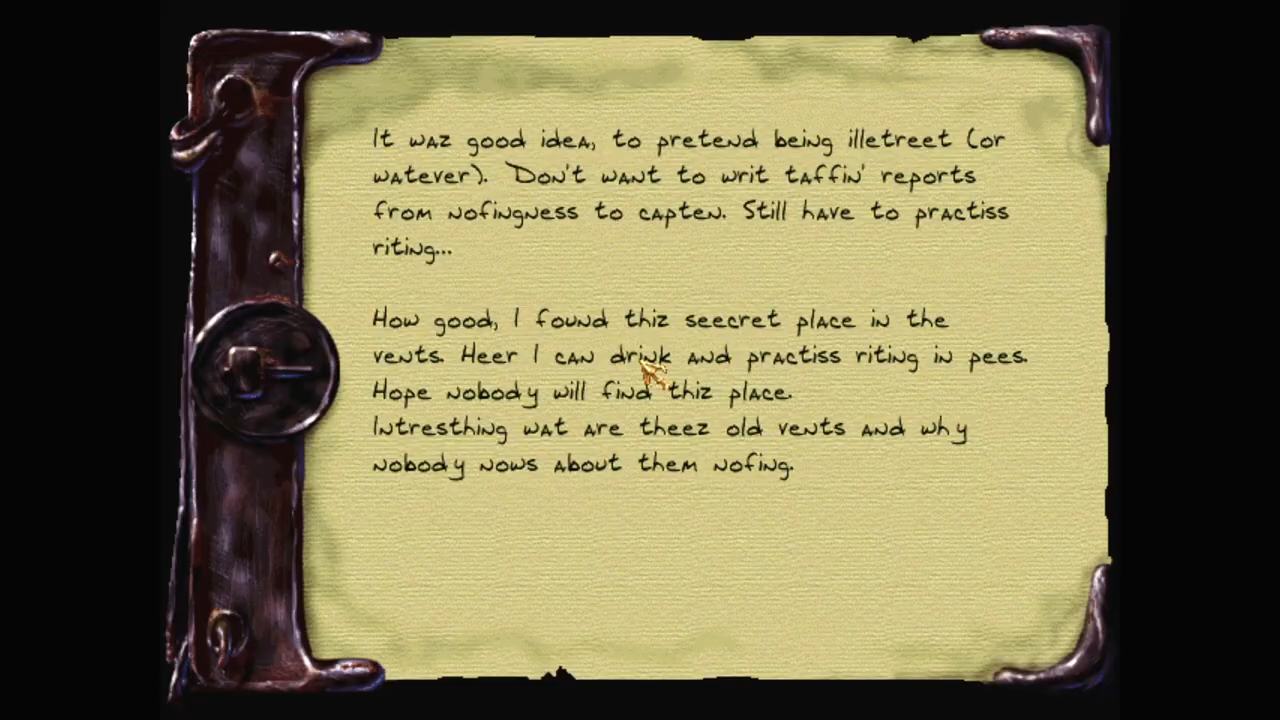 It waz good idea, to pretend being illetreet (or
watever). Don't want to writ taffin' reports
from nofingness to capten. Still have to practiss
riting...
How good, I found thiz seecret place in the
vents. Heer I can drink and practiss riting in pees.
Hope nobody will find thiz place.
Intresthing wat are theez old vents and why
nobody nows about them nofing.